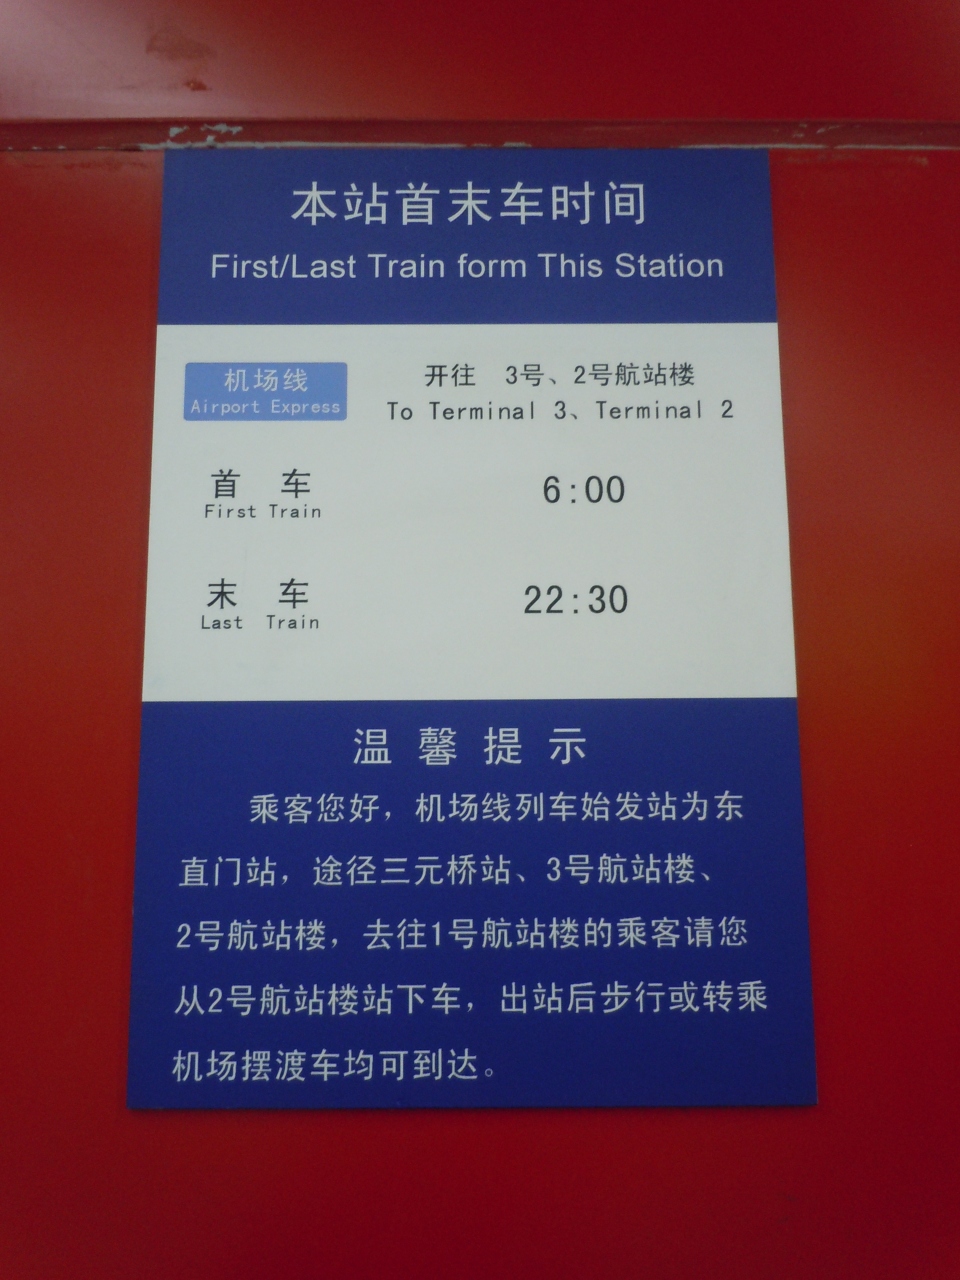 本站首末车时间
First/Last Train form This Station
机场线
Airport Express
开往 3号、2号航站楼
To Terminal 3、Terminal 2
首 车
First Train
6:00
末 车
Last Train
22:30
温馨提示
乘客您好，机场线列车始发站为东
直门站，途径三元桥站、3号航站楼、
2号航站楼，去往1号航站楼的乘客请您
从2号航站楼站下车，出站后步行或转乘
机场摆渡车均可到达。